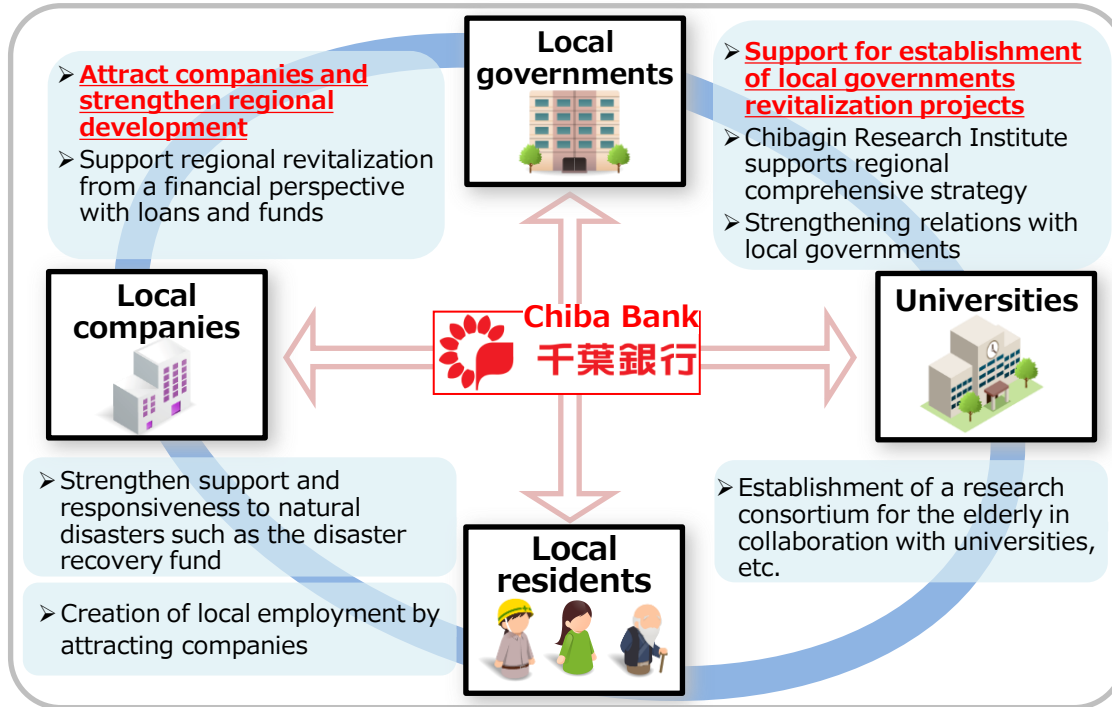 Local
governments
➢ Attract companies and
strengthen regional
development
➢ Support regional revitalization
from a financial perspective
with loans and funds
➢ Support for establishment
of local governments
revitalization projects
➢ Chibagin Research Institute
supports regional
comprehensive strategy
➢ Strengthening relations with
local governments
Local
companies
Chiba Bank
千葉銀行
Universities
➢ Strengthen support and
responsiveness to natural
disasters such as the disaster
recovery fund
➢ Creation of local employment by
attracting companies
Local
residents
➢ Establishment of a research
consortium for the elderly in
collaboration with universities,
etc.